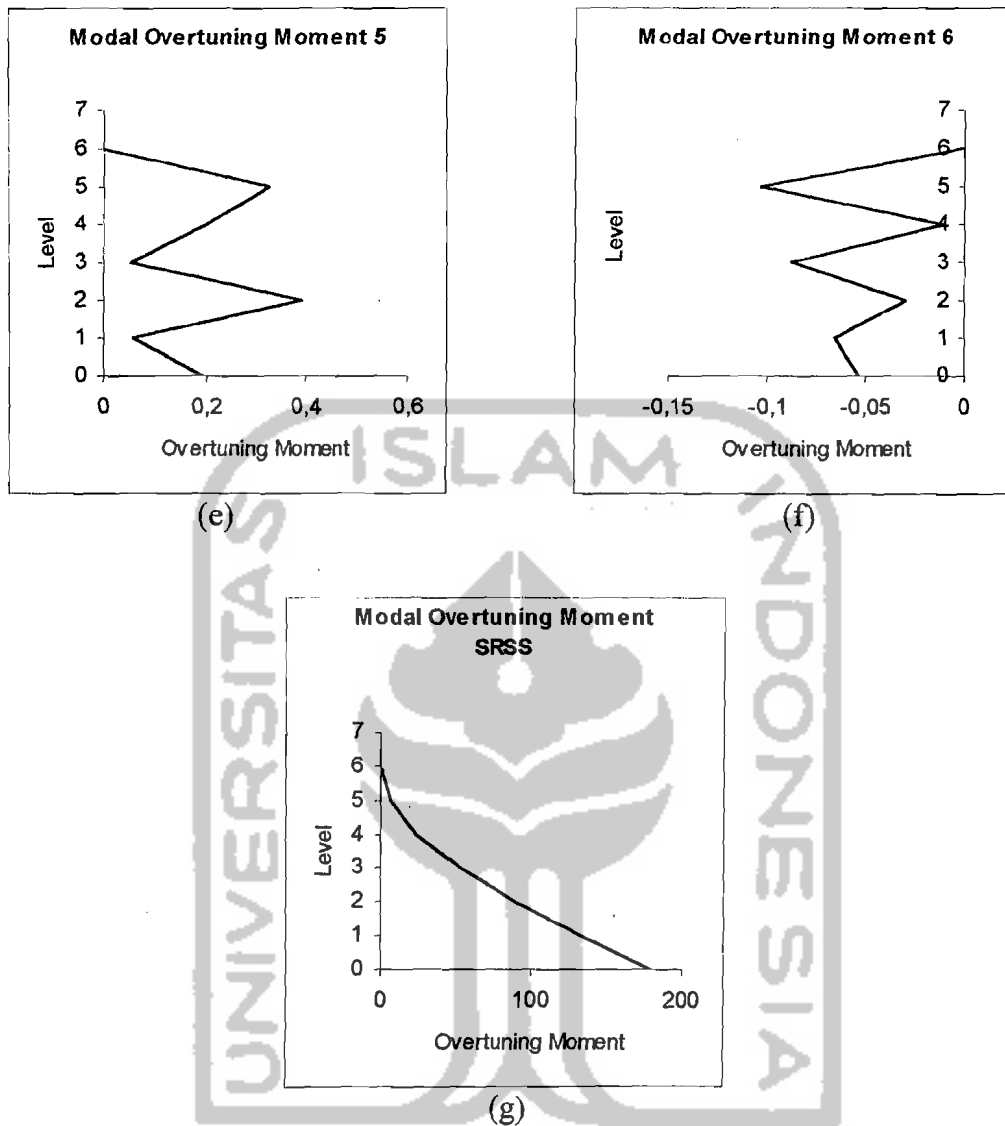 Modal Overtuning Moment 5
7
6
5
4
3
2
1
0
Level
0 0,2 0,4 0,6
Overtuning Moment
(e)
Modal Overtuning Moment 6
7
6
5
4
3
2
1
0
Level
-0,15 -0,1 -0,05 0
Overtuning Moment
(f)
Modal Overtuning Moment
SRSS
7
6
5
4
3
2
1
0
Level
0 100 200
Overtuning Moment
(g)
UNIVERSITAS
ISLAM
INDONESIA